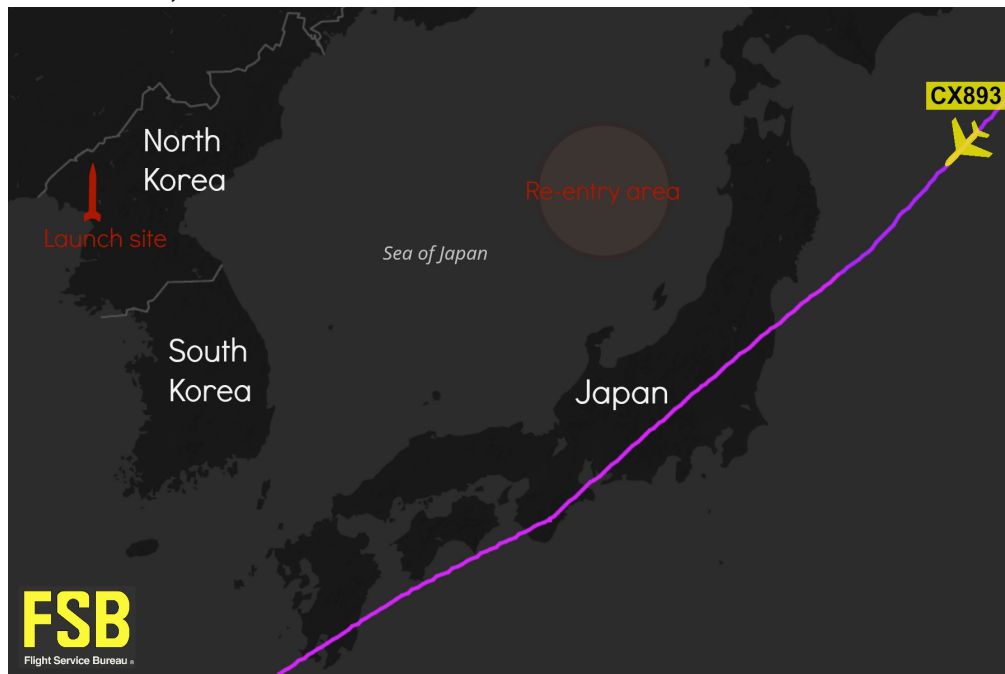 CX893
North
Korea
Re-entry area
Launch site
Sea of Japan
South
Korea
Japan
FSB
Flight Service Bureau